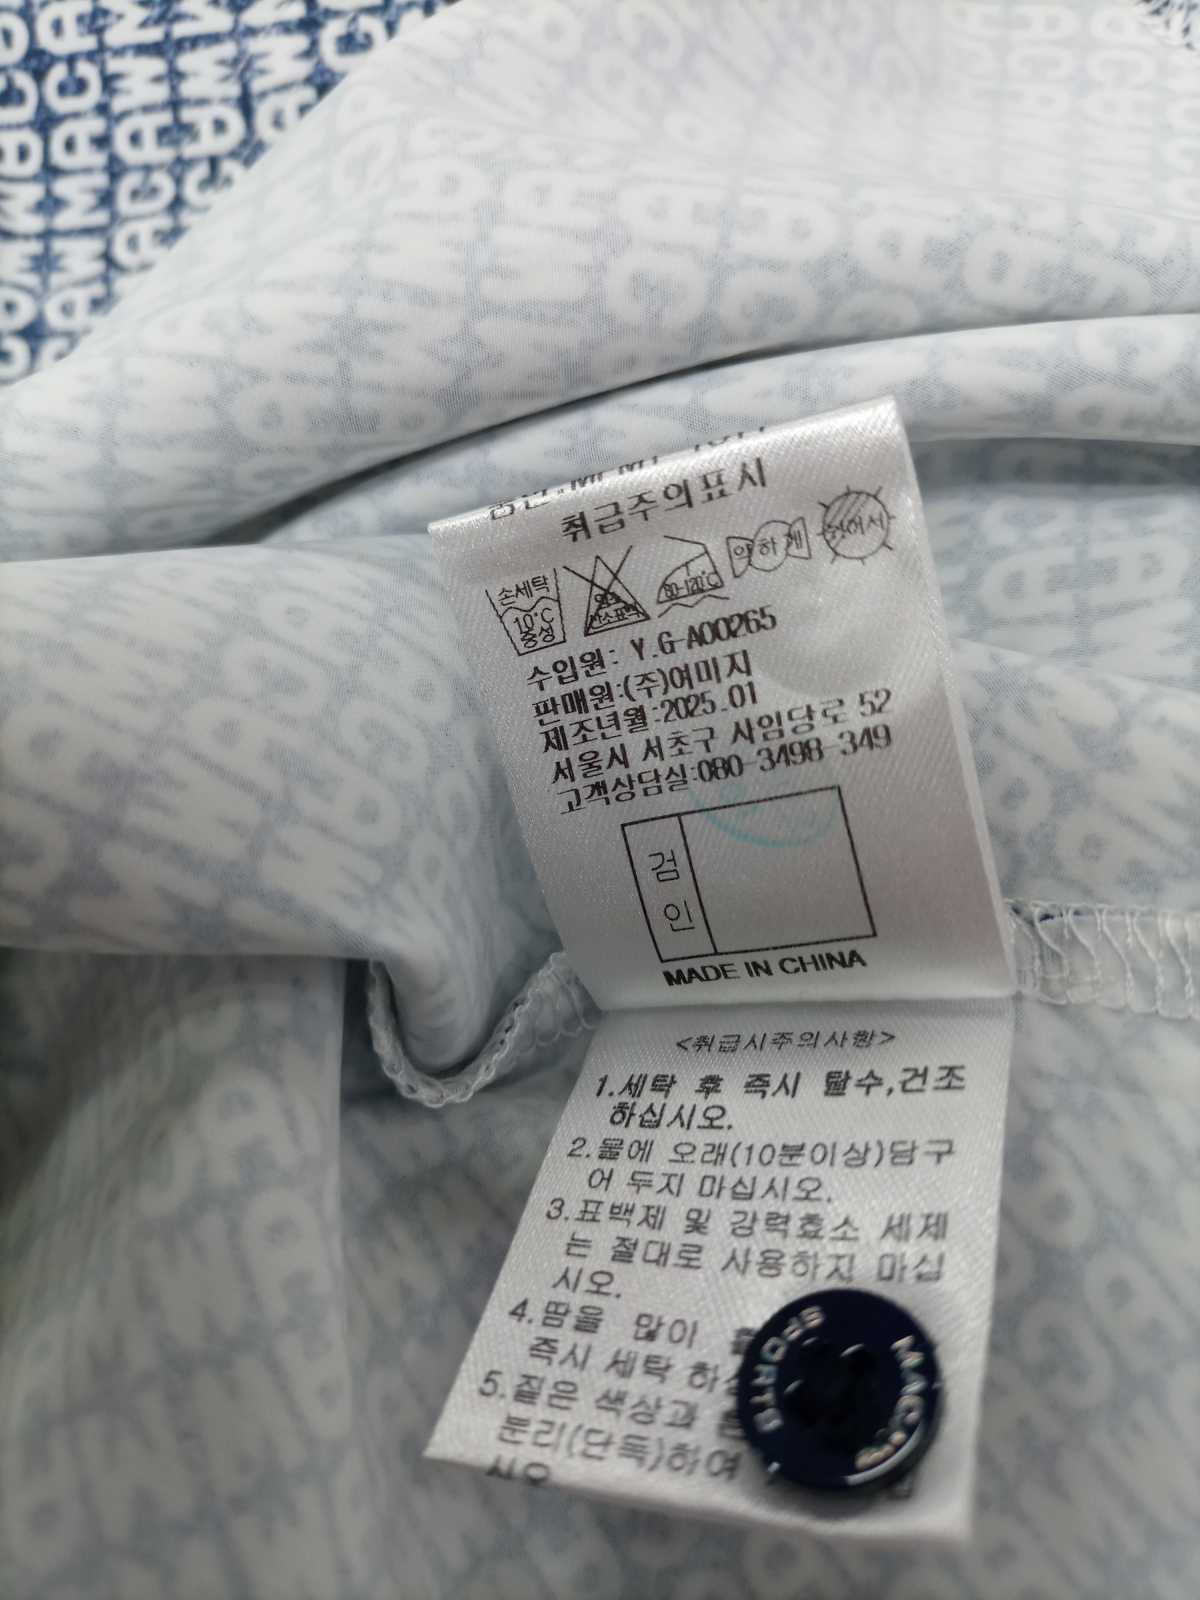 취급주의표시
손세탁
10°C
중성
80-120°C
약하게
수입원: Y.G-A00265
판매원:(주)여미지
제조년월:2025.01
서울시 서초구 사임당로 52
고객상담실:080-3498-349
검
인
MADE IN CHINA
<취급시주의사항>
1.세탁 후 즉시 탈수,건조
하십시오.
2.물에 오래(10분이상)담구
어 두지 마십시오.
3.표백제 및 강력효소 세제
는 절대로 사용하지 마십
시오.
4.땀을 많이
즉시 세탁 하
5.짙은 색상과
분리(단독)하여
시오
SPORTS